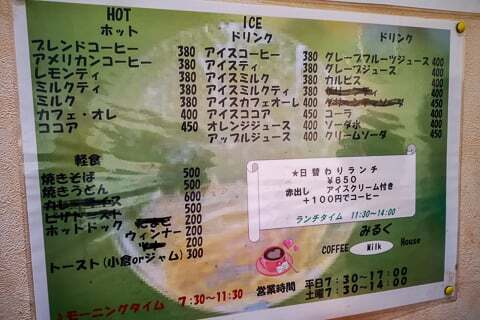 HOT
ホット
ブレンドコーヒー 380
アメリカンコーヒー 380
レモンティ 380
ミルクティ 380
ミルク 380
カフェ・オレ 400
ココア 450
ICE
ドリンク
アイスコーヒー 380
アイスティ 380
アイスミルク 380
アイスカフェオーレ 400
アイスココア 450
オレンジジュース 400
アップルジュース 400
ドリンク
グレープフルーツジュース 400
グレープジュース 400
カルピス 400
コーラ 400
ソーダ水 400
クリームソーダ 450
軽食
焼きそば 500
焼きうどん 500
カレーライス 600
ピザトースト 500
ホットドック 200
ウィンナー 200
200
トースト(小倉orジャム) 300
★日替わりランチ
¥650
赤出し アイスクリーム付き
+100円でコーヒー
ランチタイム 11:30~14:00
みるく
COFFEE Milk House
営業時間 平日7:30~17:00
土曜7:30~14:00
モーニングタイム 7:30~11:30